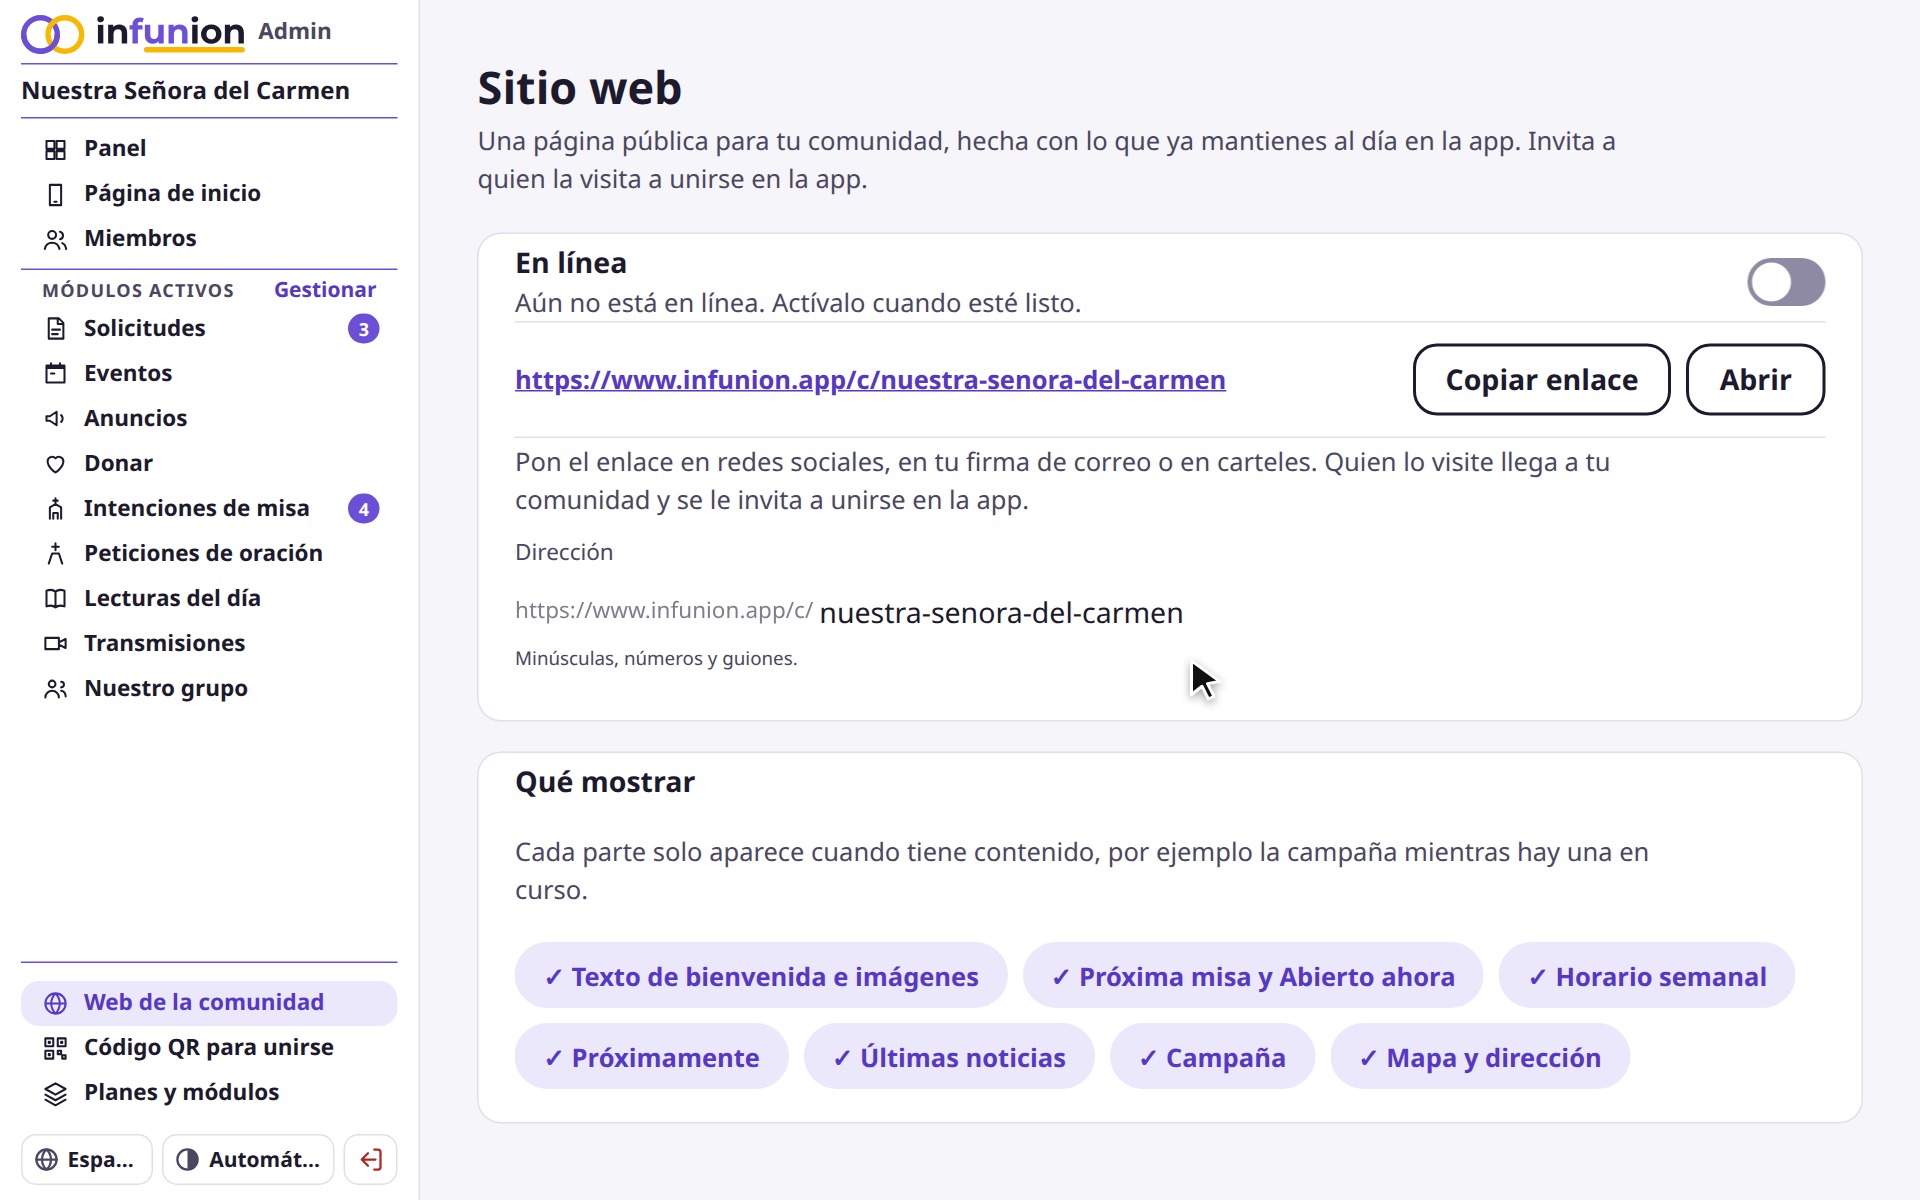 infunion Admin
Nuestra Señora del Carmen
Panel
Página de inicio
Miembros
MÓDULOS ACTIVOS Gestionar
Solicitudes 3
Eventos
Anuncios
Donar
Intenciones de misa 4
Peticiones de oración
Lecturas del día
Transmisiones
Nuestro grupo
Web de la comunidad
Código QR para unirse
Planes y módulos
Espa... Automát...
Sitio web
Una página pública para tu comunidad, hecha con lo que ya mantienes al día en la app. Invita a
quien la visita a unirse en la app.
En línea
Aún no está en línea. Actívalo cuando esté listo.
https://www.infunion.app/c/nuestra-senora-del-carmen Copiar enlace Abrir
Pon el enlace en redes sociales, en tu firma de correo o en carteles. Quien lo visite llega a tu
comunidad y se le invita a unirse en la app.
Dirección
https://www.infunion.app/c/ nuestra-senora-del-carmen
Minúsculas, números y guiones.
Qué mostrar
Cada parte solo aparece cuando tiene contenido, por ejemplo la campaña mientras hay una en
curso.
✓ Texto de bienvenida e imágenes ✓ Próxima misa y Abierto ahora ✓ Horario semanal
✓ Próximamente ✓ Últimas noticias ✓ Campaña ✓ Mapa y dirección